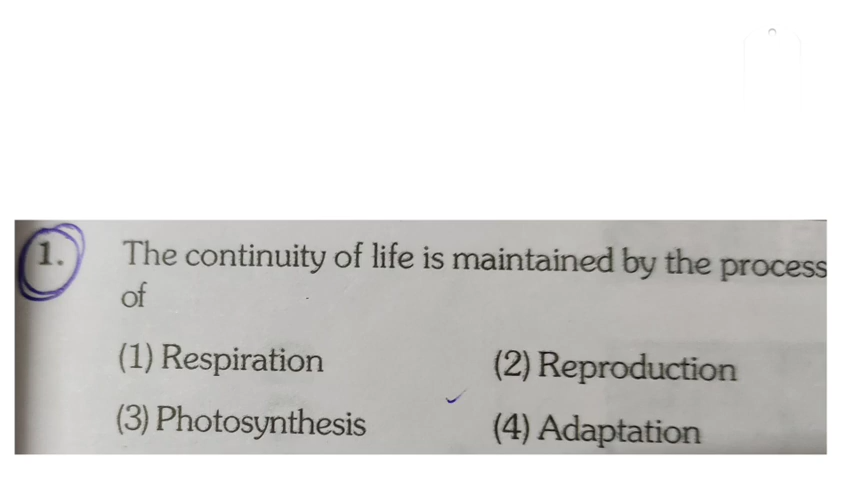 1. The continuity of life is maintained by the process
of
(1) Respiration (2) Reproduction
(3) Photosynthesis (4) Adaptation